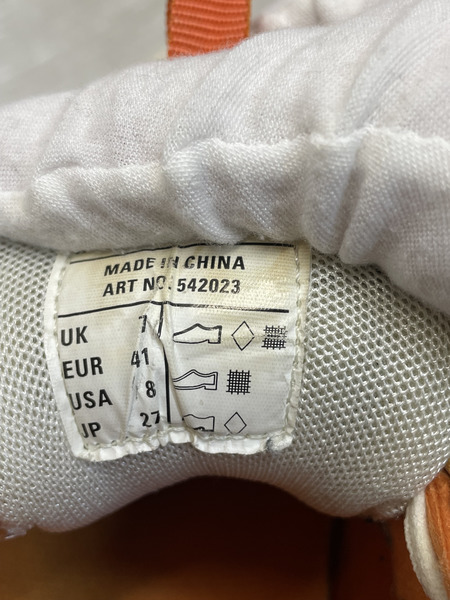 MADE IN CHINA
ART NO. 542023
UK 7
EUR 41
USA 8
JP 27